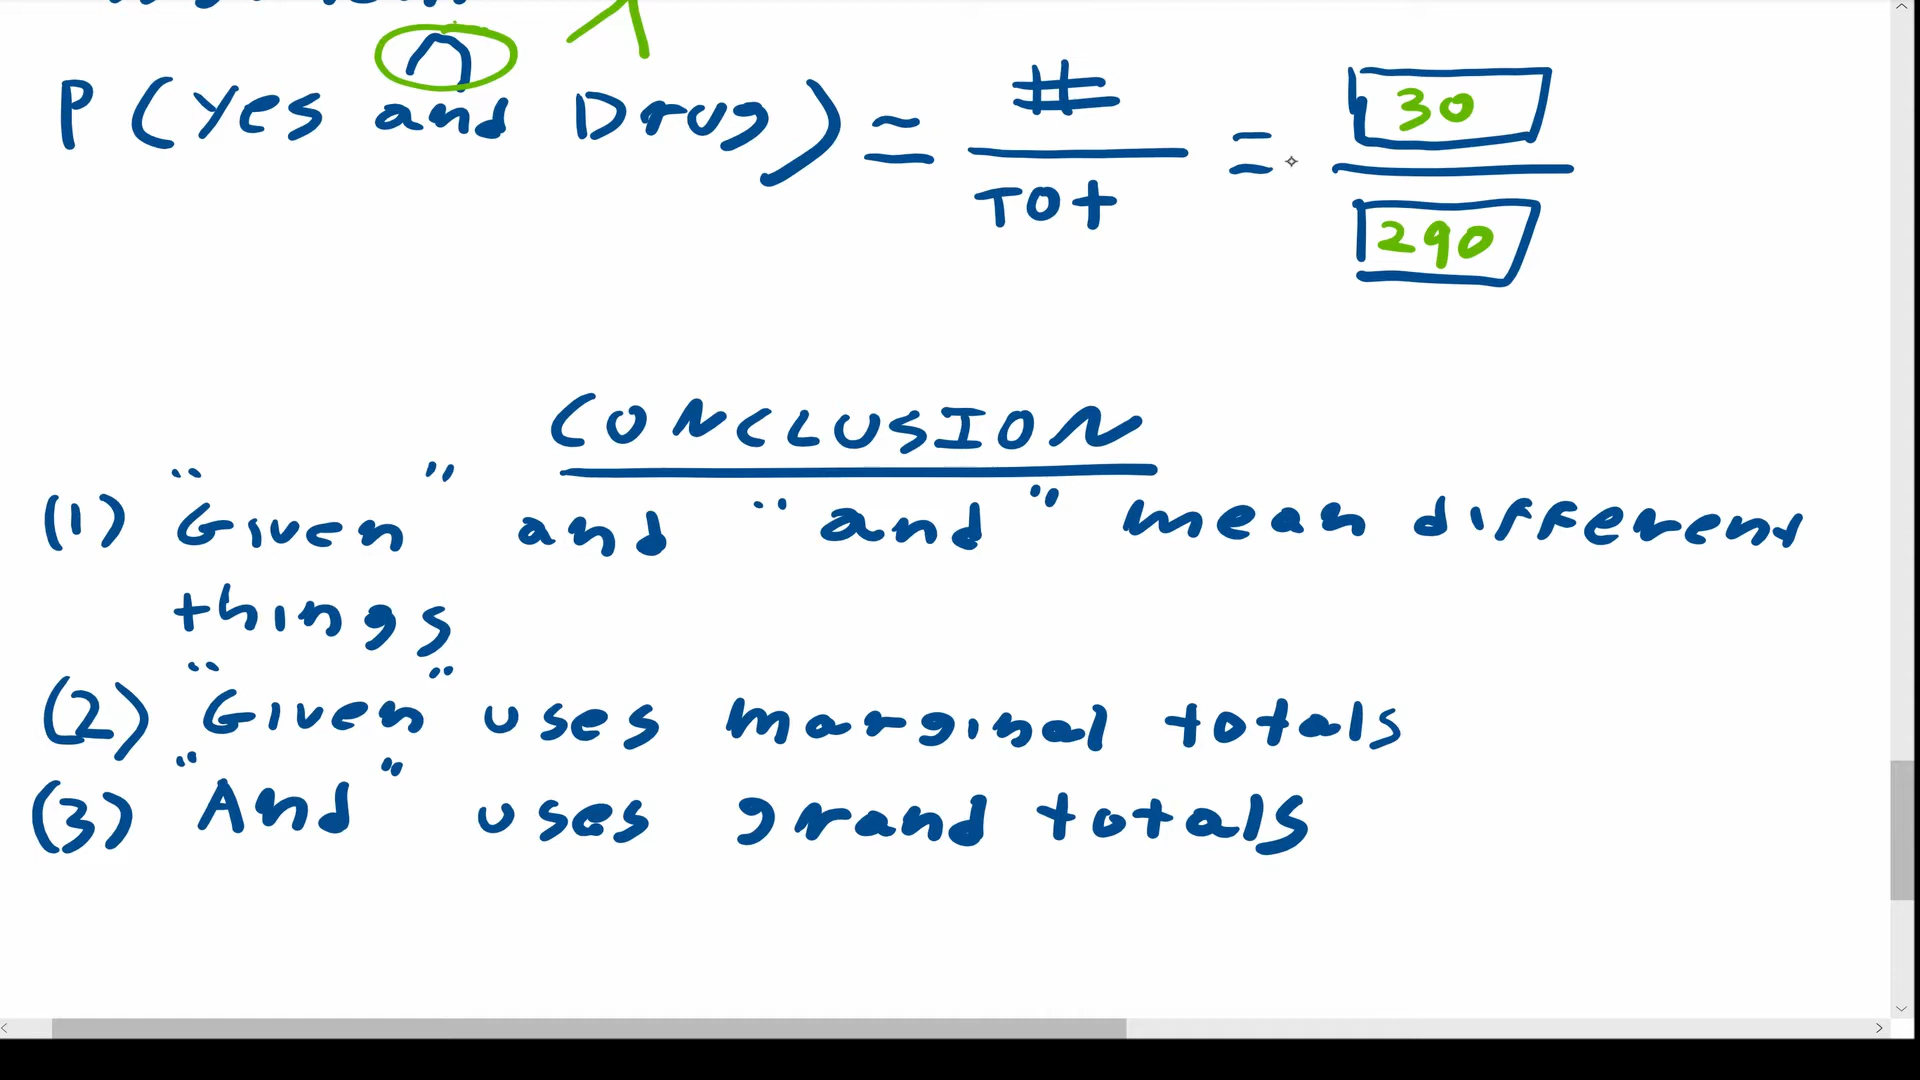 ∩
P (Yes and Drug) ≈ #/TOT = 30/290
CONCLUSION
(1) "Given" and "and" mean different
things
(2) "Given" uses marginal totals
(3) "And" uses grand totals